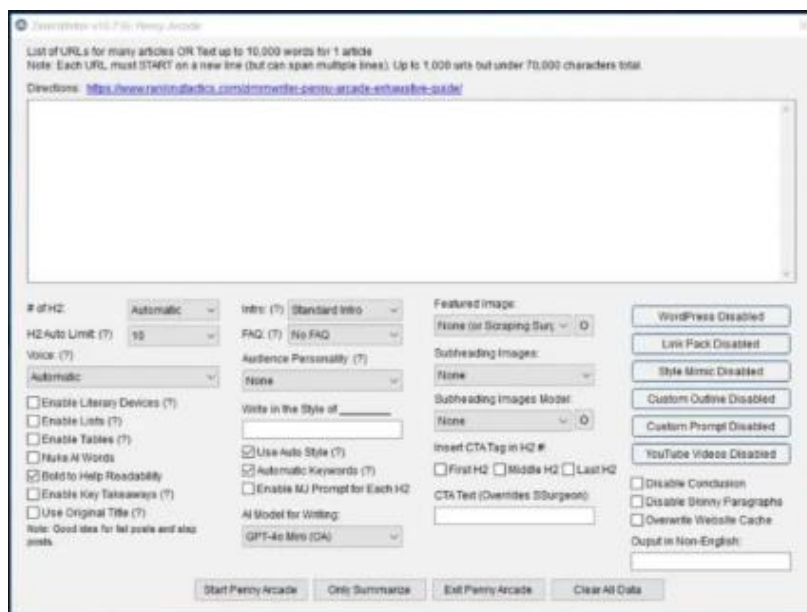 Penny Arcade
List of URLs for many articles OR Text up to 10,000 words for 1 article
Note: Each URL must START on a new line (but can span multiple lines). Up to 1,000 urls but under 70,000 characters total.
Directions:
# of H2: Automatic
H2 Auto Limit: (?) 10
Voice: (?)
Automatic
Enable Literary Devices (?)
Enable Lists (?)
Enable Tables (?)
Nuke AI Words
Bold to Help Readability
Enable Key Takeaways (?)
Use Original Title (?)
Note: Good idea for list posts and step
posts.
Intro: (?) Standard Intro
FAQ: (?) No FAQ
Audience Personality: (?)
None
Write in the Style of
Use Auto Style (?)
Automatic Keywords (?)
Enable MJ Prompt for Each H2
AI Model for Writing:
GPT-4o Mini (OA)
Featured Image:
None (or Scraping Surg O
Subheading Images:
None
Subheading Images Model:
None O
Insert CTA Tag in H2 #:
First H2 Middle H2 Last H2
CTA Text (Overrides SSurgeon):
WordPress Disabled
Link Pack Disabled
Style Mimic Disabled
Custom Outline Disabled
Custom Prompt Disabled
YouTube Videos Disabled
Disable Conclusion
Disable Skinny Paragraphs
Overwrite Website Cache
Ouput in Non-English:
Start Penny Arcade Only Summarize Exit Penny Arcade Clear All Data